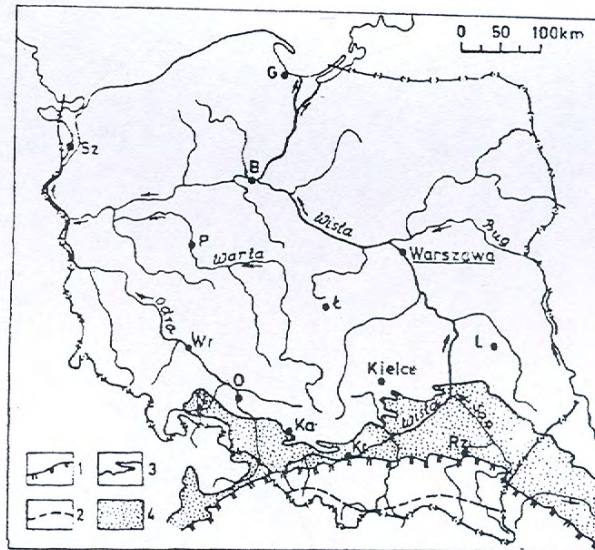 0 50 100km
G
Sz
B
Wisła
Bug
P
Warta
Warszawa
Ł
Odra
Wr
L
Kielce
O
Wisła
San
Ka
Kr
Rz
1 3
2 4